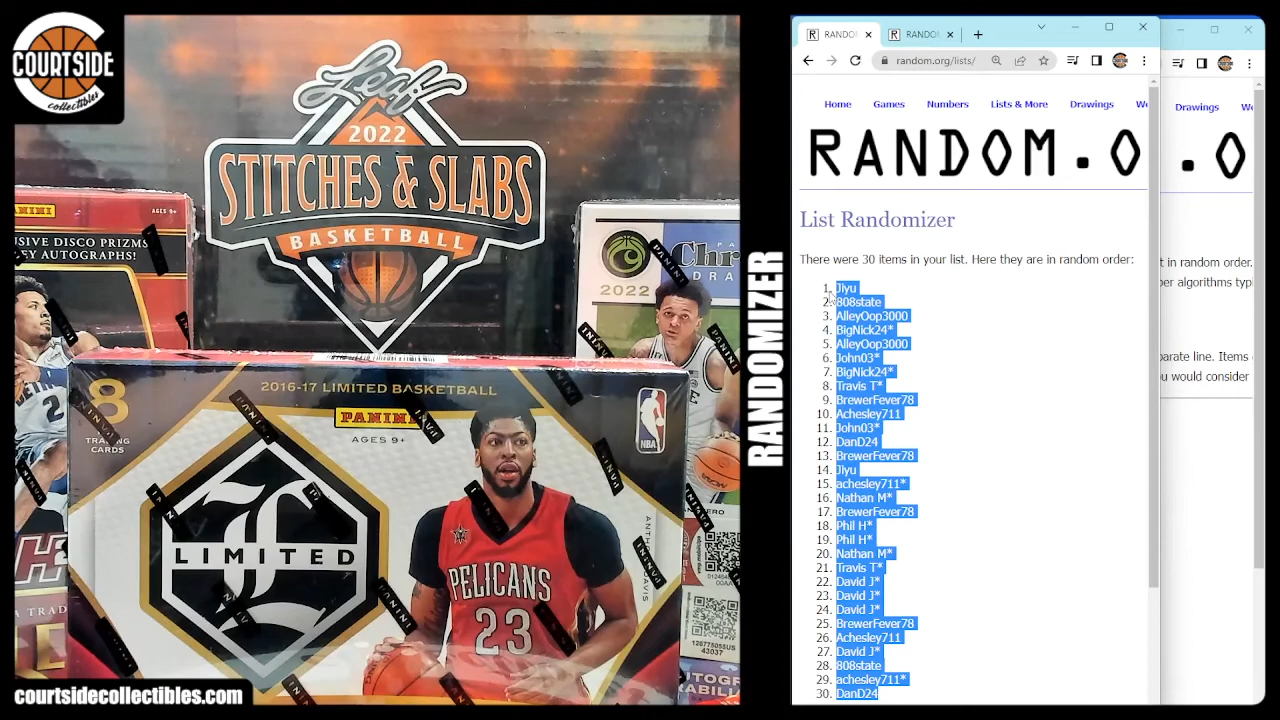 COURTSIDE
collectibles
Leaf
2022
STITCHES & SLABS
BASKETBALL
PANINI
AGES 9+
DISCO PRIZMS
AUTOGRAPHS!
2022
8
TRADING
CARDS
2016-17 LIMITED BASKETBALL
PANINI
AGES 9+
NBA
L
LIMITED
PELICANS
23
ANTHONY DAVIS
courtsidecollectibles.com
RANDOMIZER
random.org/lists/
Home Games Numbers Lists & More Drawings
RANDOM.O
List Randomizer
There were 30 items in your list. Here they are in random order:
1. Jiyu
2. 808state
3. AlleyOop3000
4. BigNick24*
5. AlleyOop3000
6. John03*
7. BigNick24*
8. Travis T*
9. BrewerFever78
10. Achesley711
11. John03*
12. DanD24
13. BrewerFever78
14. Jiyu
15. achesley711*
16. Nathan M*
17. BrewerFever78
18. Phil H*
19. Phil H*
20. Nathan M*
21. Travis T*
22. David J*
23. David J*
24. David J*
25. BrewerFever78
26. Achesley711
27. David J*
28. 808state
29. achesley711*
30. DanD24
Drawings
.O
t in random order.
er algorithms typ
parate line. Items
u would consider